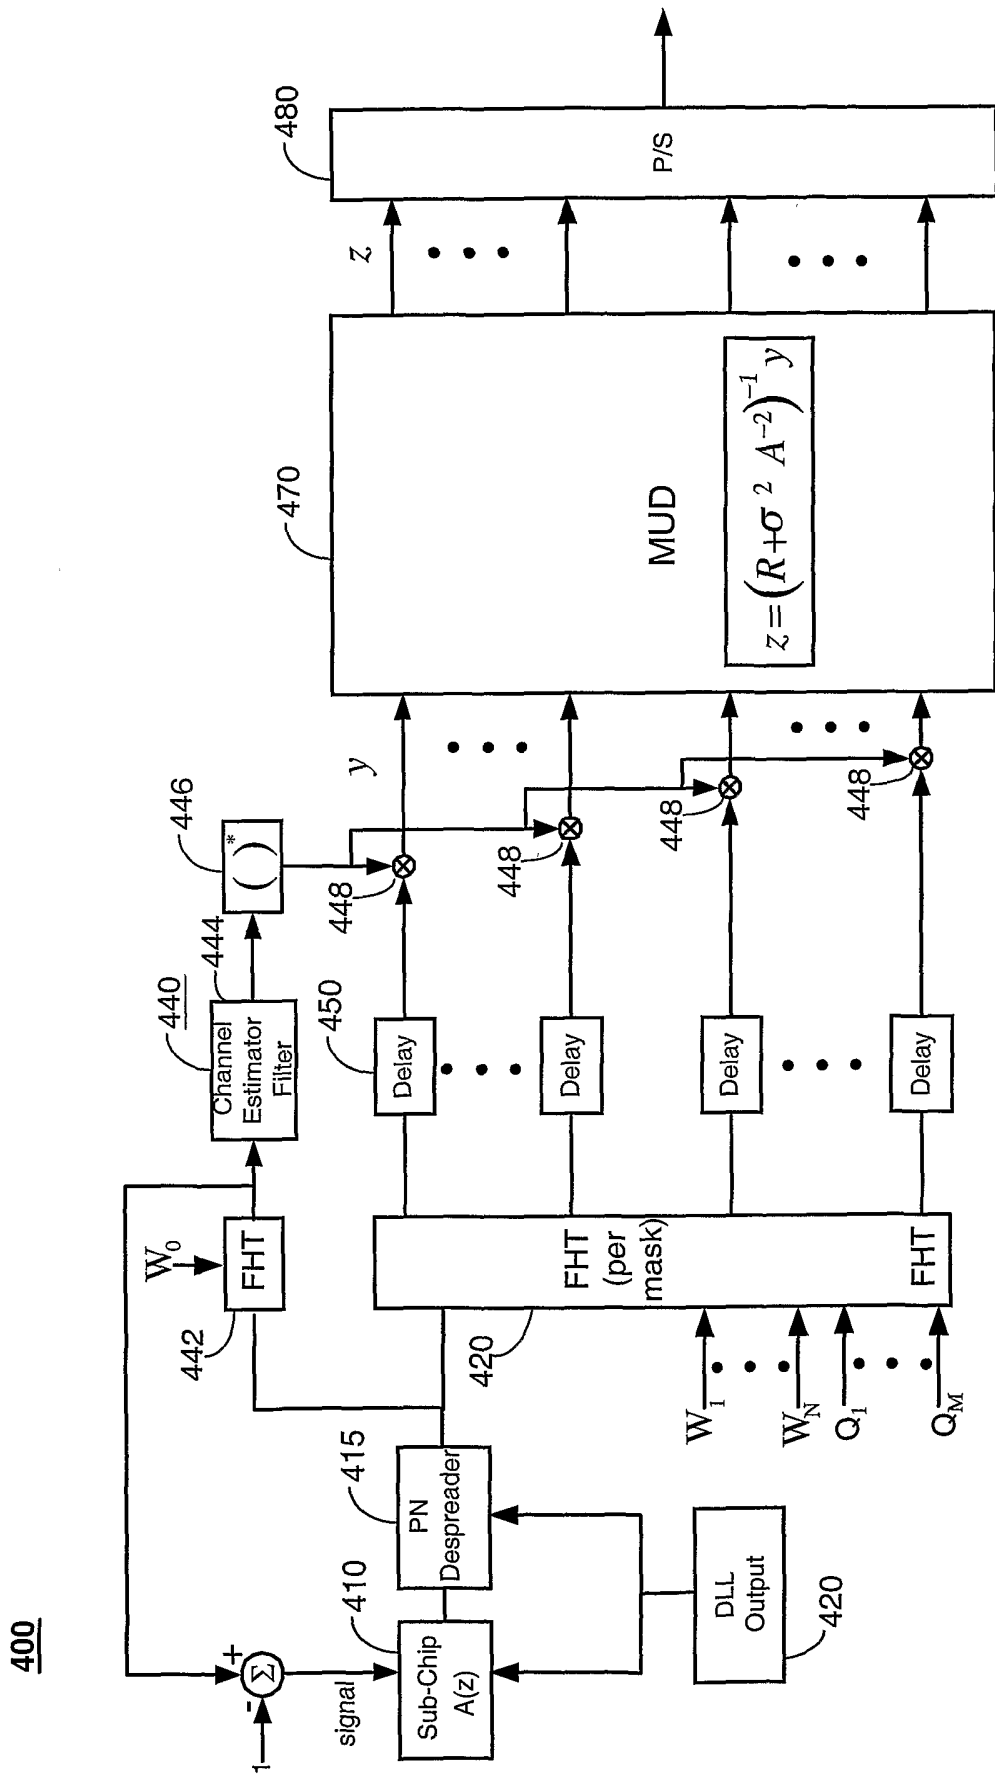 400
1
-
+
Σ
signal
Sub-Chip
A(z)
410
PN
Despreader
415
DLL
Output
420
442
FHT
W0
440
Channel
Estimator
Filter
444
( )*
446
420
FHT
(per
mask)
FHT
W1
WN
Q1
QM
450
Delay
Delay
Delay
Delay
448
448
448
448
y
470
MUD
z = (R+σ² A⁻²)⁻¹ y
z
480
P/S